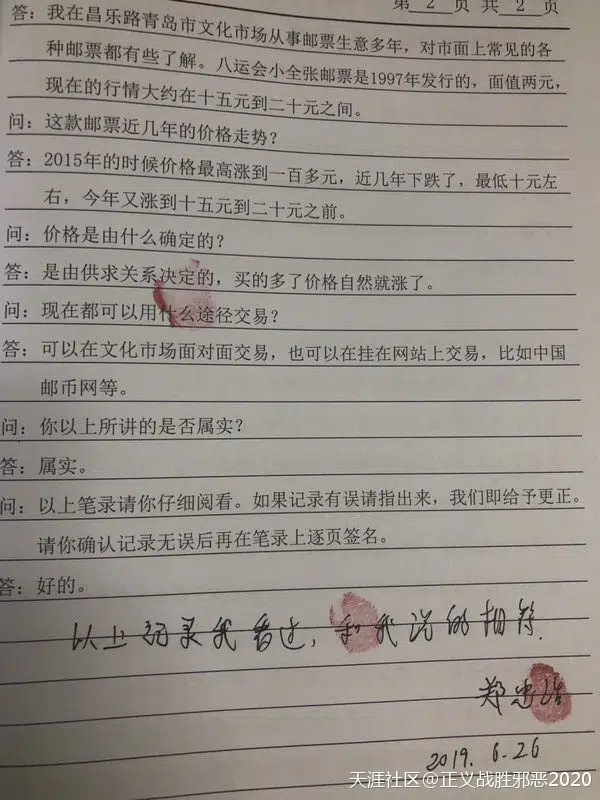 第 2 页 共 2 页
答：我在昌乐路青岛市文化市场从事邮票生意多年，对市面上常见的各
种邮票都有些了解。八运会小全张邮票是1997年发行的，面值两元，
现在的行情大约在十五元到二十元之间。
问：这款邮票近几年的价格走势？
答：2015年的时候价格最高涨到一百多元，近几年下跌了，最低十元左
右，今年又涨到十五元到二十元之前。
问：价格是由什么确定的？
答：是由供求关系决定的，买的多了价格自然就涨了。
问：现在都可以用什么途径交易？
答：可以在文化市场面对面交易，也可以在挂在网站上交易，比如中国
邮币网等。
问：你以上所讲的是否属实？
答：属实。
问：以上笔录请你仔细阅看。如果记录有误请指出来，我们即给予更正。
请你确认记录无误后再在笔录上逐页签名。
答：好的。
以上记录我看过，和我说的相符.
郑忠
2019. 6.26
天涯社区@正义战胜邪恶2020